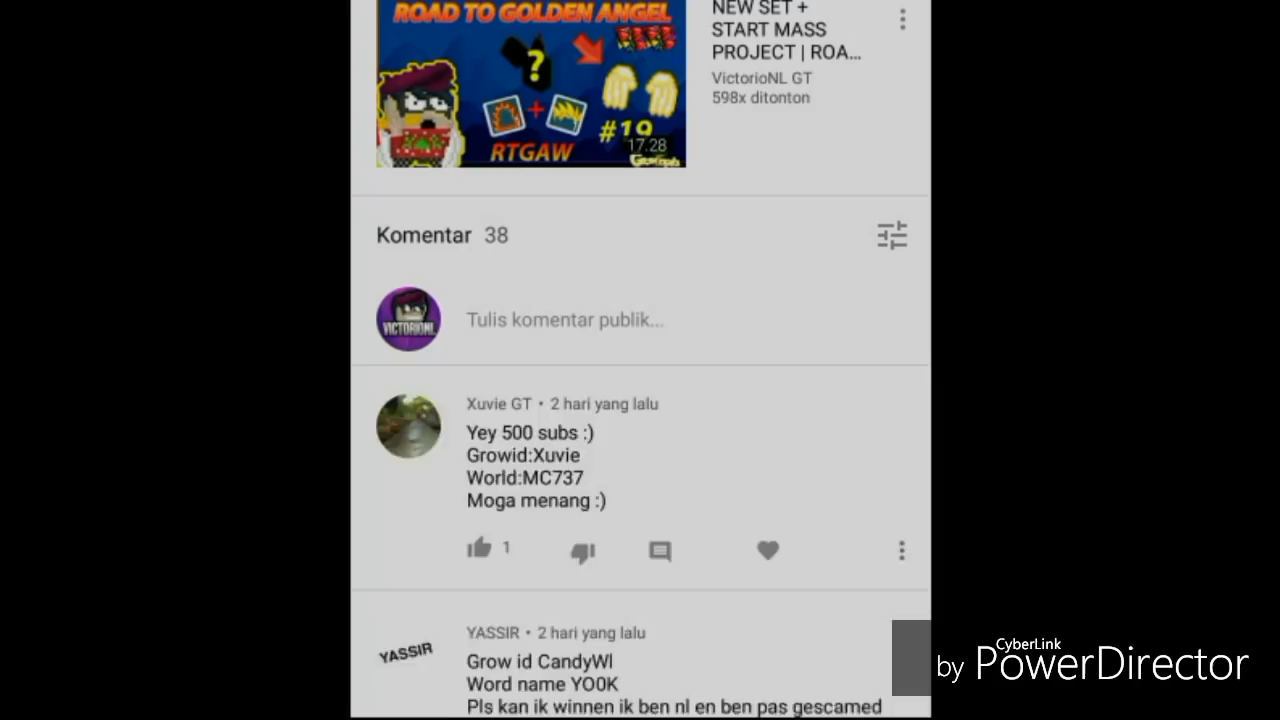 ROAD TO GOLDEN ANGEL
?
+
#19
17.28
RTGAW
GrowTopia
NEW SET +
START MASS
PROJECT | ROA...
VictorioNL GT
598x ditonton
Komentar 38
VICTORIONL
Tulis komentar publik...
Xuvie GT • 2 hari yang lalu
Yey 500 subs :)
Growid:Xuvie
World:MC737
Moga menang :)
1
YASSIR
YASSIR • 2 hari yang lalu
Grow id CandyWl
Word name YO0K
Pls kan ik winnen ik ben nl en ben pas gescamed
by CyberLink PowerDirector